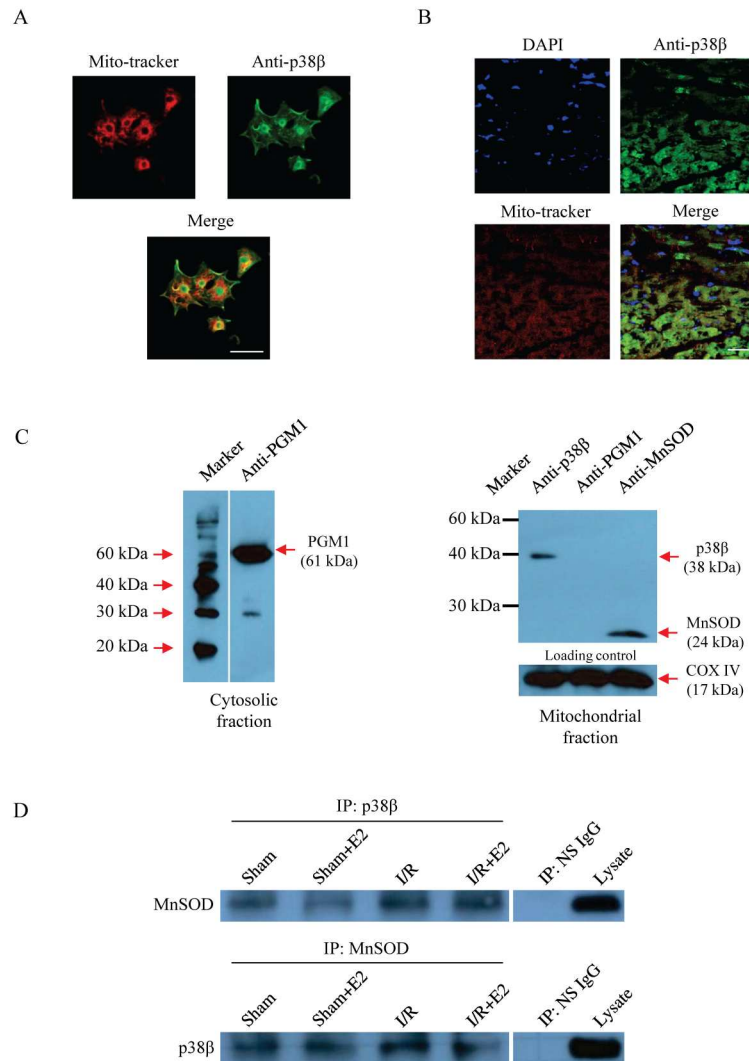 A
Mito-tracker
Anti-p38β
Merge
B
DAPI
Anti-p38β
Mito-tracker
Merge
C
Marker
Anti-PGM1
60 kDa
40 kDa
30 kDa
20 kDa
PGM1
(61 kDa)
Cytosolic
fraction
Marker
Anti-p38β
Anti-PGM1
Anti-MnSOD
60 kDa
40 kDa
30 kDa
p38β
(38 kDa)
MnSOD
(24 kDa)
Loading control
COX IV
(17 kDa)
Mitochondrial
fraction
D
IP: p38β
Sham
Sham+E2
I/R
I/R+E2
IP: NS IgG
Lysate
MnSOD
IP: MnSOD
Sham
Sham+E2
I/R
I/R+E2
IP: NS IgG
Lysate
p38β